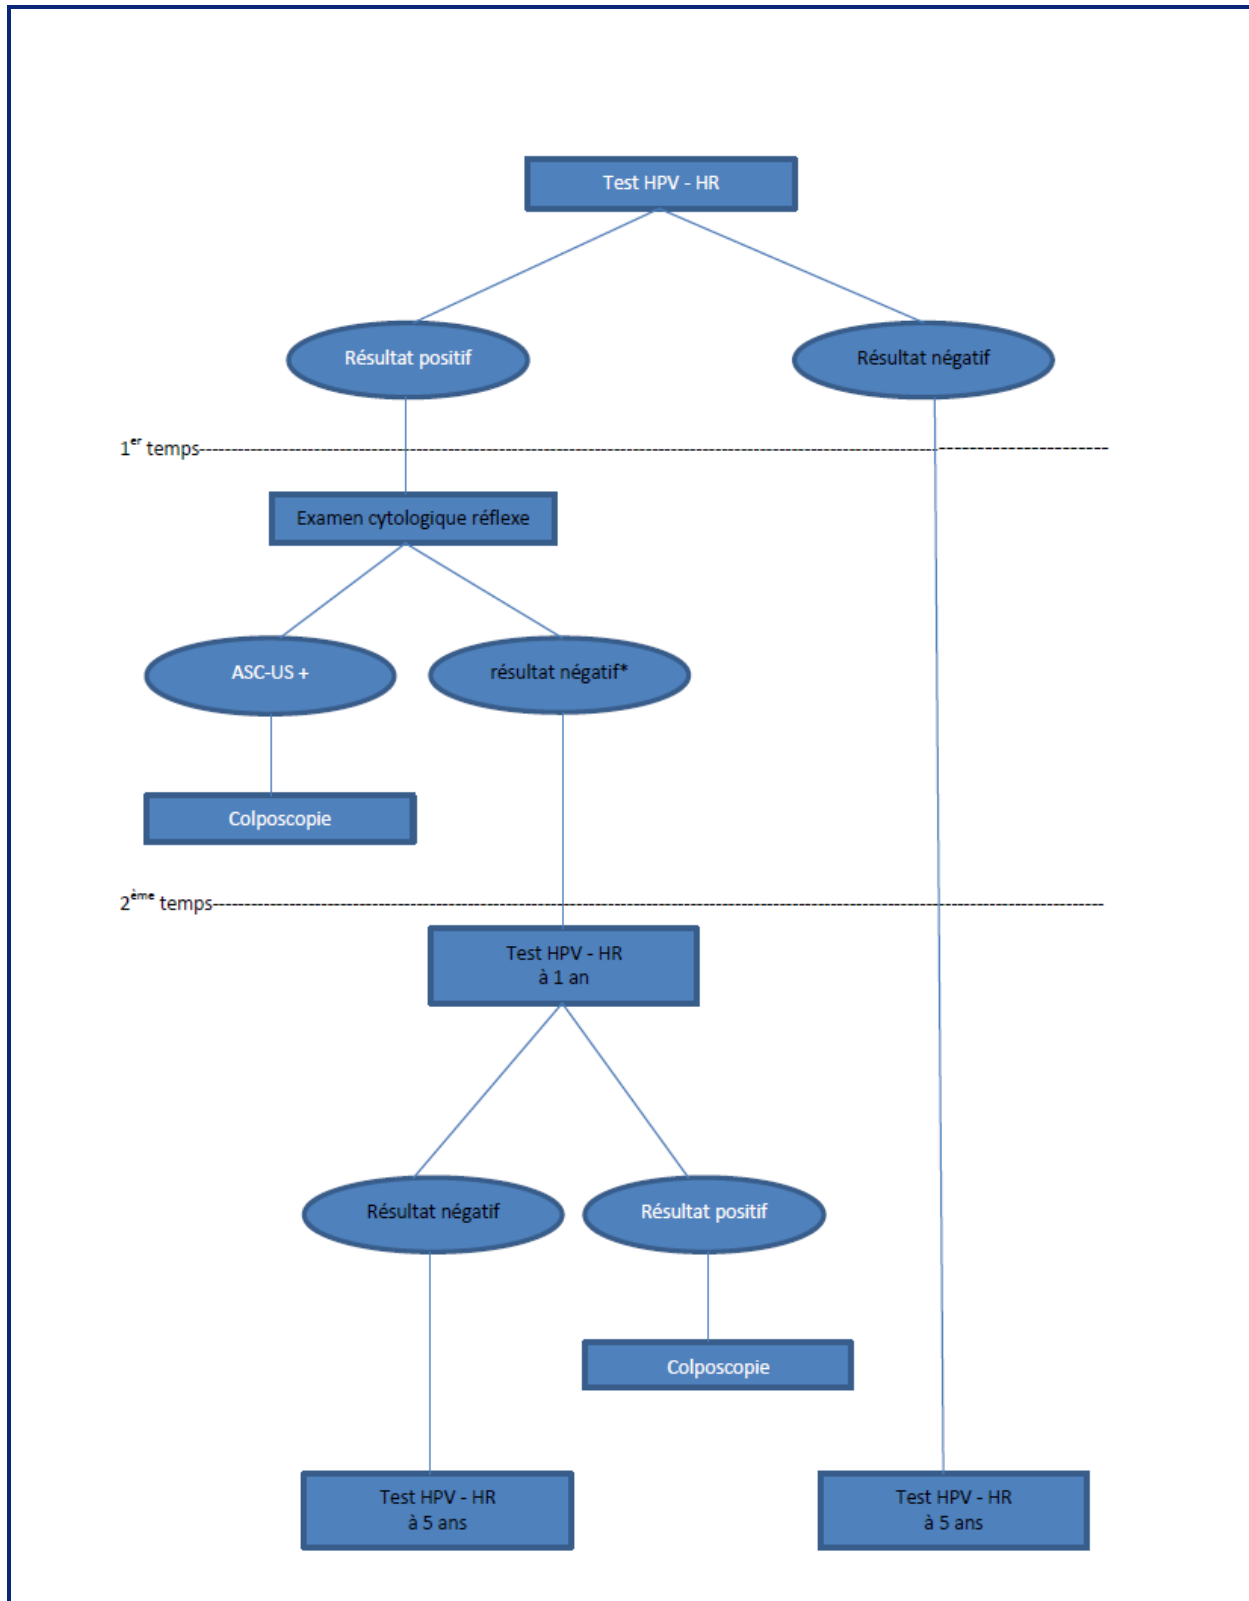 Test HPV - HR
Résultat positif
Résultat négatif
1er temps
Examen cytologique réflexe
ASC-US +
résultat négatif*
Colposcopie
2ème temps
Test HPV - HR
à 1 an
Résultat négatif
Résultat positif
Colposcopie
Test HPV - HR
à 5 ans
Test HPV - HR
à 5 ans